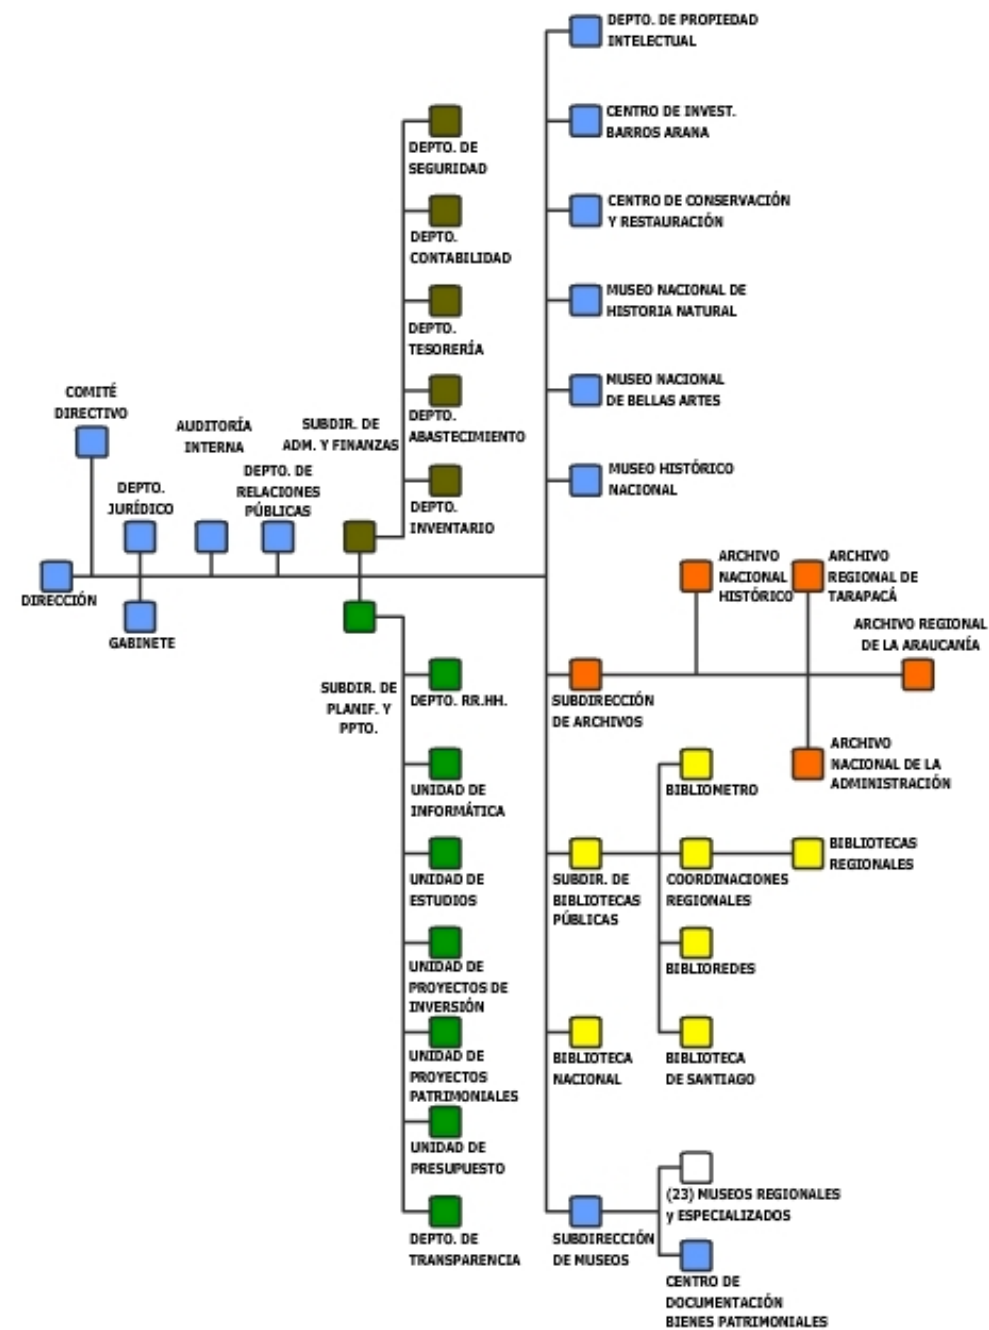 DEPTO. DE PROPIEDAD
INTELECTUAL
CENTRO DE INVEST.
BARROS ARANA
CENTRO DE CONSERVACIÓN
Y RESTAURACIÓN
MUSEO NACIONAL DE
HISTORIA NATURAL
MUSEO NACIONAL
DE BELLAS ARTES
MUSEO HISTÓRICO
NACIONAL
DEPTO. DE
SEGURIDAD
DEPTO.
CONTABILIDAD
DEPTO.
TESORERÍA
DEPTO.
ABASTECIMIENTO
DEPTO.
INVENTARIO
COMITÉ
DIRECTIVO
DEPTO.
JURÍDICO
AUDITORÍA
INTERNA
DEPTO. DE
RELACIONES
PÚBLICAS
SUBDIR. DE
ADM. Y FINANZAS
DIRECCIÓN
GABINETE
SUBDIR. DE
PLANIF. Y
PPTO.
DEPTO. RR.HH.
UNIDAD DE
INFORMÁTICA
UNIDAD DE
ESTUDIOS
UNIDAD DE
PROYECTOS DE
INVERSIÓN
UNIDAD DE
PROYECTOS
PATRIMONIALES
UNIDAD DE
PRESUPUESTO
DEPTO. DE
TRANSPARENCIA
ARCHIVO
NACIONAL
HISTÓRICO
ARCHIVO
REGIONAL DE
TARAPACÁ
ARCHIVO REGIONAL
DE LA ARAUCANÍA
SUBDIRECCIÓN
DE ARCHIVOS
ARCHIVO
NACIONAL DE LA
ADMINISTRACIÓN
BIBLIOMETRO
SUBDIR. DE
BIBLIOTECAS
PÚBLICAS
COORDINACIONES
REGIONALES
BIBLIOTECAS
REGIONALES
BIBLIOREDES
BIBLIOTECA
NACIONAL
BIBLIOTECA
DE SANTIAGO
SUBDIRECCIÓN
DE MUSEOS
(23) MUSEOS REGIONALES
y ESPECIALIZADOS
CENTRO DE
DOCUMENTACIÓN
BIENES PATRIMONIALES